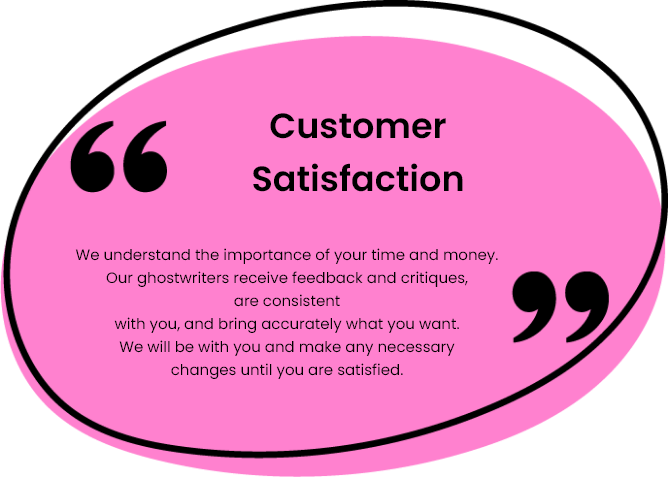 Customer
Satisfaction
We understand the importance of your time and money.
Our ghostwriters receive feedback and critiques,
are consistent
with you, and bring accurately what you want.
We will be with you and make any necessary
changes until you are satisfied.